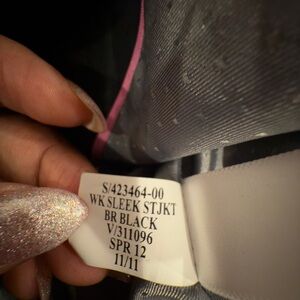 S/423464-00
WK SLEEK STJKT
BR BLACK
V/311096
SPR 12
11/11